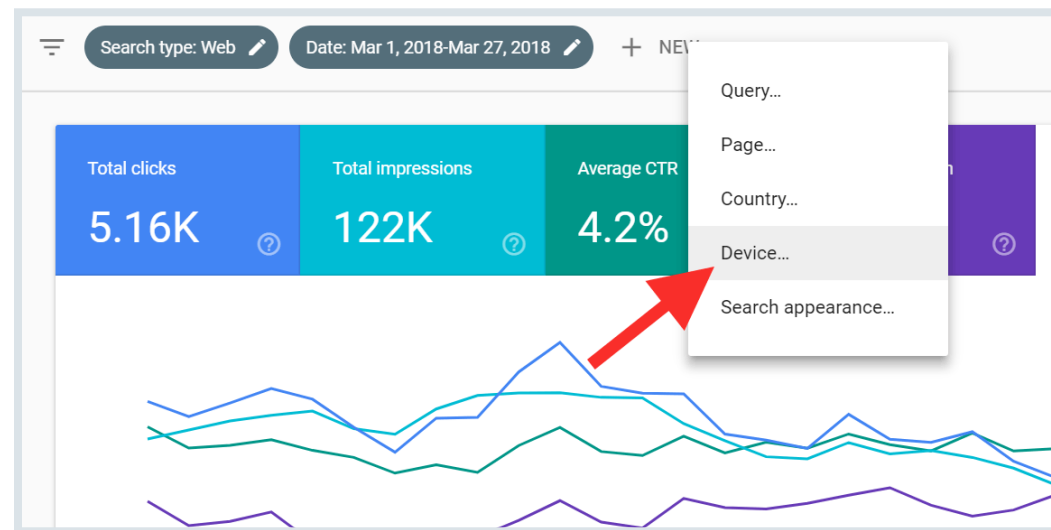 Search type: Web
Date: Mar 1, 2018-Mar 27, 2018
+ NEW
Query…
Page…
Country…
Device…
Search appearance…
Total clicks
5.16K
Total impressions
122K
Average CTR
4.2%